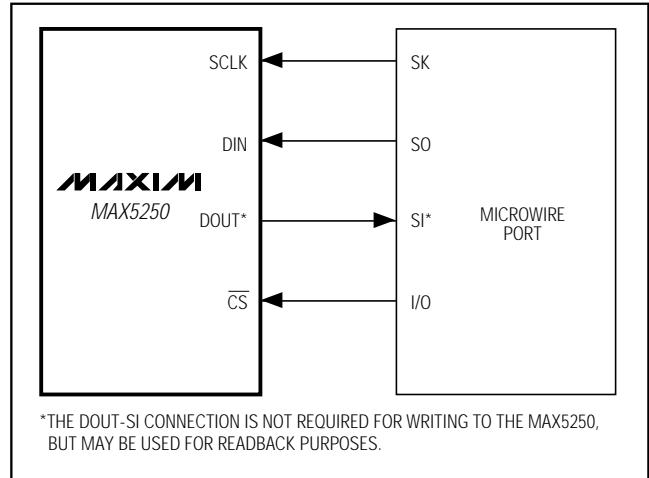 SCLK
SK
DIN
SO
MAXIM
MAX5250
DOUT*
SI*
MICROWIRE
PORT
CS
I/O
*THE DOUT-SI CONNECTION IS NOT REQUIRED FOR WRITING TO THE MAX5250,
BUT MAY BE USED FOR READBACK PURPOSES.